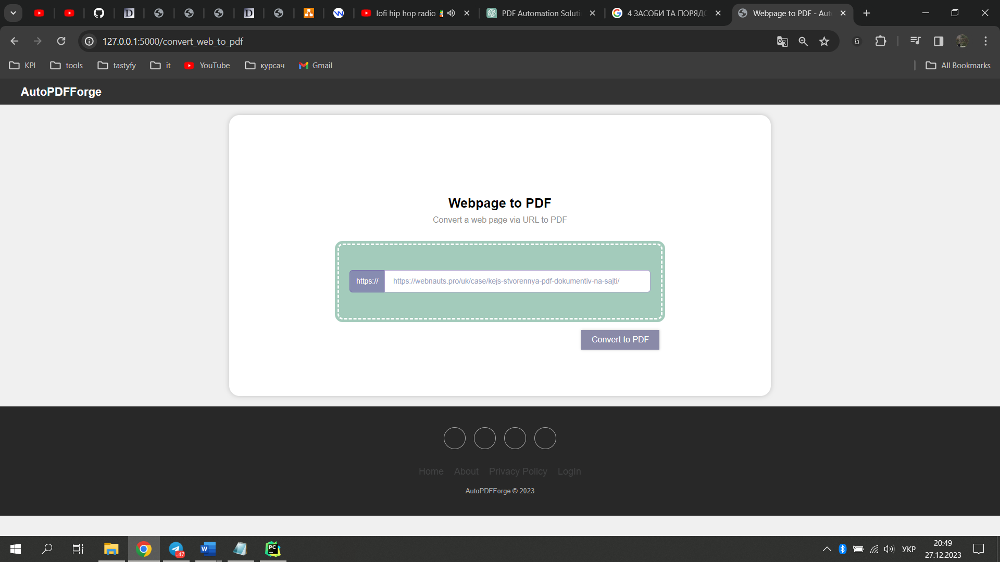 lofi hip hop radio
PDF Automation Soluti
4 ЗАСОБИ ТА ПОРЯДО
Webpage to PDF - Aut
127.0.0.1:5000/convert_web_to_pdf
KPI
tools
tastyfy
it
YouTube
курсач
Gmail
All Bookmarks
AutoPDFForge
Webpage to PDF
Convert a web page via URL to PDF
https://
https://webnauts.pro/uk/case/kejs-stvorennya-pdf-dokumentiv-na-sajti/
Convert to PDF
Home
About
Privacy Policy
LogIn
AutoPDFForge © 2023
..47
УКР
20:49
27.12.2023